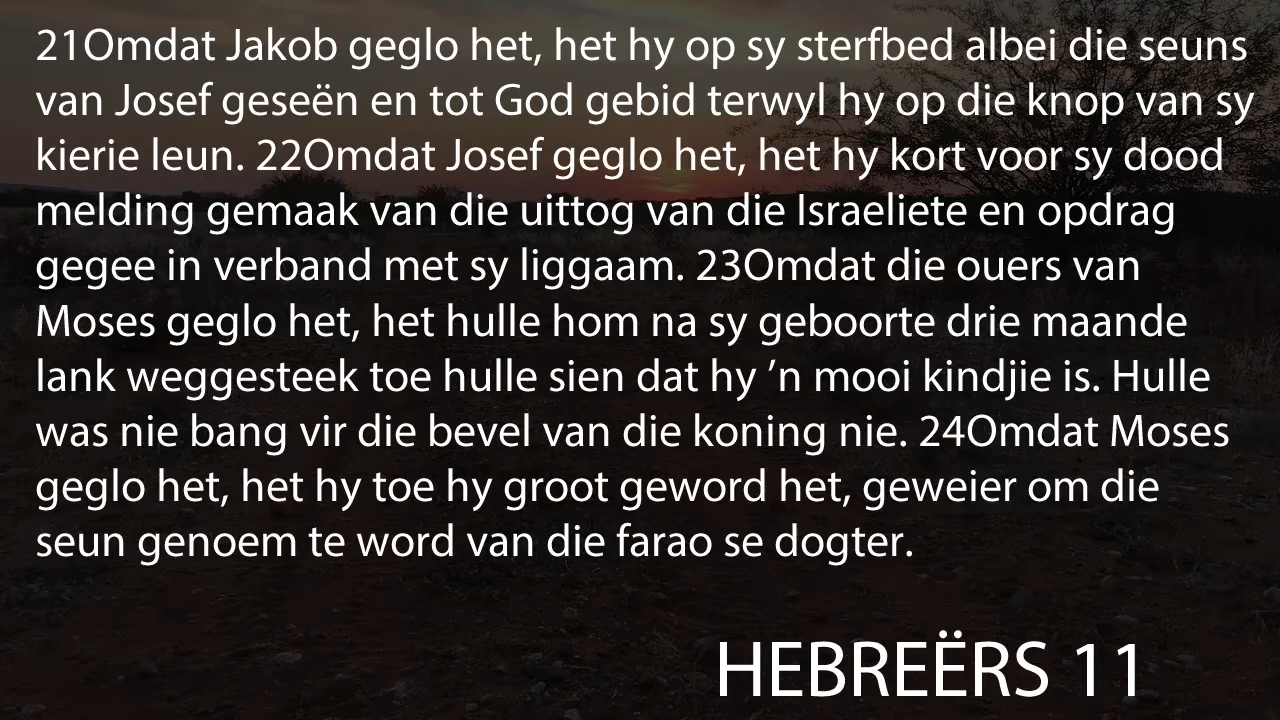 21Omdat Jakob geglo het, het hy op sy sterfbed albei die seuns
van Josef geseën en tot God gebid terwyl hy op die knop van sy
kierie leun. 22Omdat Josef geglo het, het hy kort voor sy dood
melding gemaak van die uittog van die Israeliete en opdrag
gegee in verband met sy liggaam. 23Omdat die ouers van
Moses geglo het, het hulle hom na sy geboorte drie maande
lank weggesteek toe hulle sien dat hy ’n mooi kindjie is. Hulle
was nie bang vir die bevel van die koning nie. 24Omdat Moses
geglo het, het hy toe hy groot geword het, geweier om die
seun genoem te word van die farao se dogter.
HEBREËRS 11